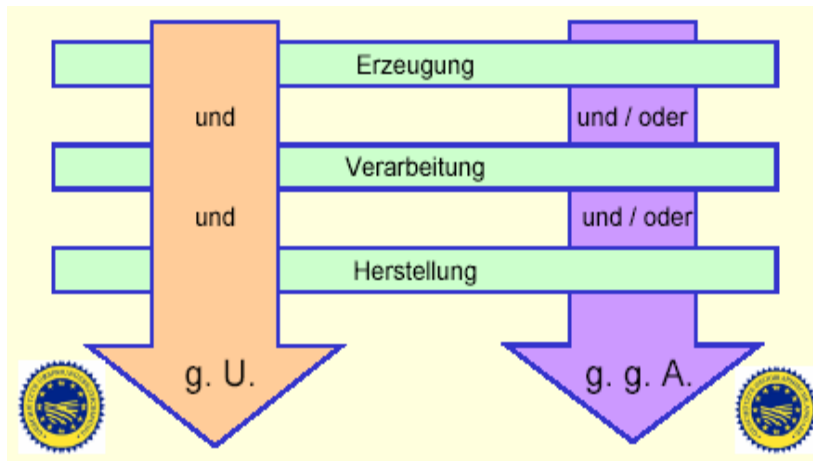 Erzeugung
und
und / oder
Verarbeitung
und
und / oder
Herstellung
g. U.
g. g. A.